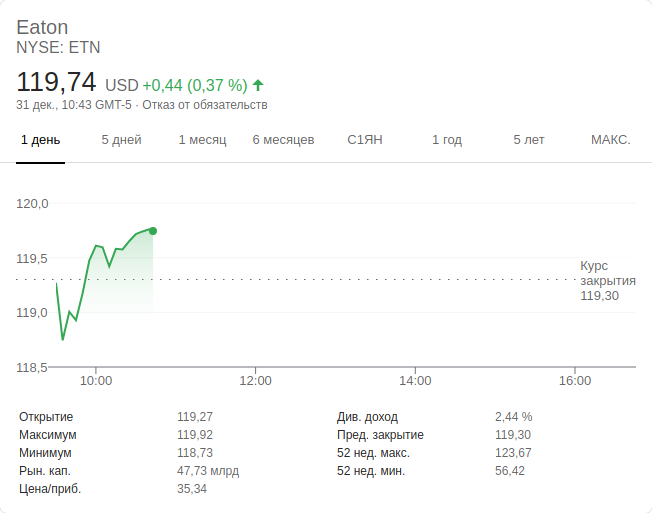 Eaton
NYSE: ETN
119,74 USD +0,44 (0,37 %)
31 дек., 10:43 GMT-5 · Отказ от обязательств
1 день 5 дней 1 месяц 6 месяцев С1ЯН 1 год 5 лет МАКС.
120,0
119,5
Курс
закрытия
119,30
119,0
118,5
10:00 12:00 14:00 16:00
Открытие 119,27 Див. доход 2,44 %
Максимум 119,92 Пред. закрытие 119,30
Минимум 118,73 52 нед. макс. 123,67
Рын. кап. 47,73 млрд 52 нед. мин. 56,42
Цена/приб. 35,34